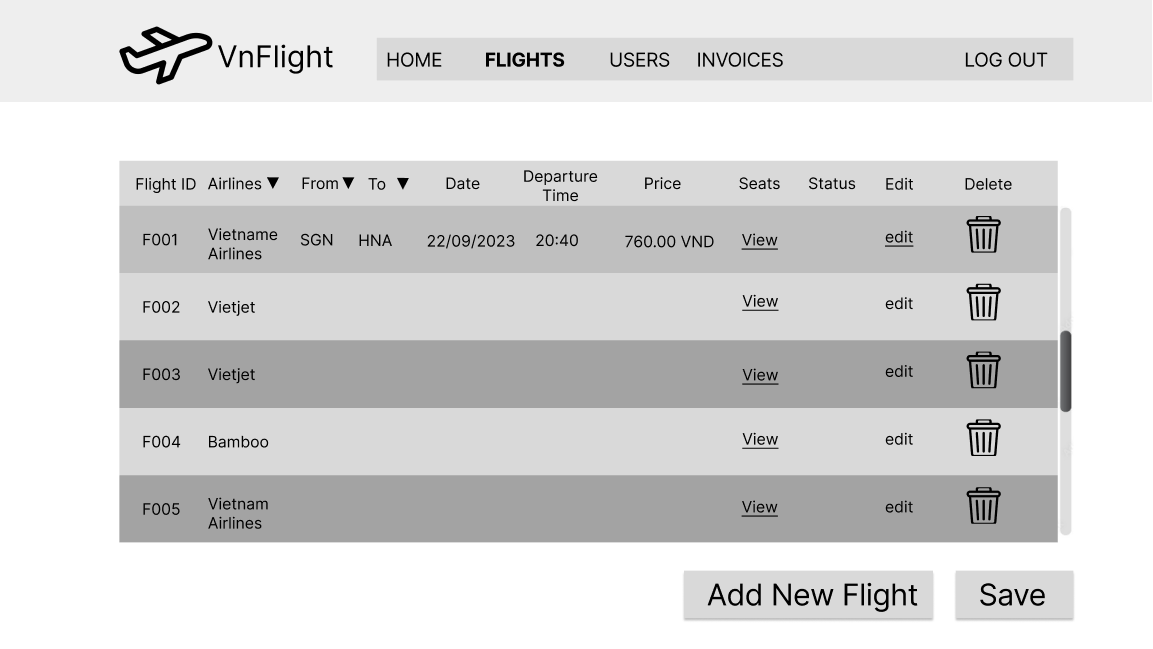 VnFlight
HOME FLIGHTS USERS INVOICES LOG OUT
Flight ID Airlines ▼ From ▼ To ▼ Date Departure Time Price Seats Status Edit Delete
F001 Vietname Airlines SGN HNA 22/09/2023 20:40 760.00 VND View edit
F002 Vietjet View edit
F003 Vietjet View edit
F004 Bamboo View edit
F005 Vietnam Airlines View edit
Add New Flight Save